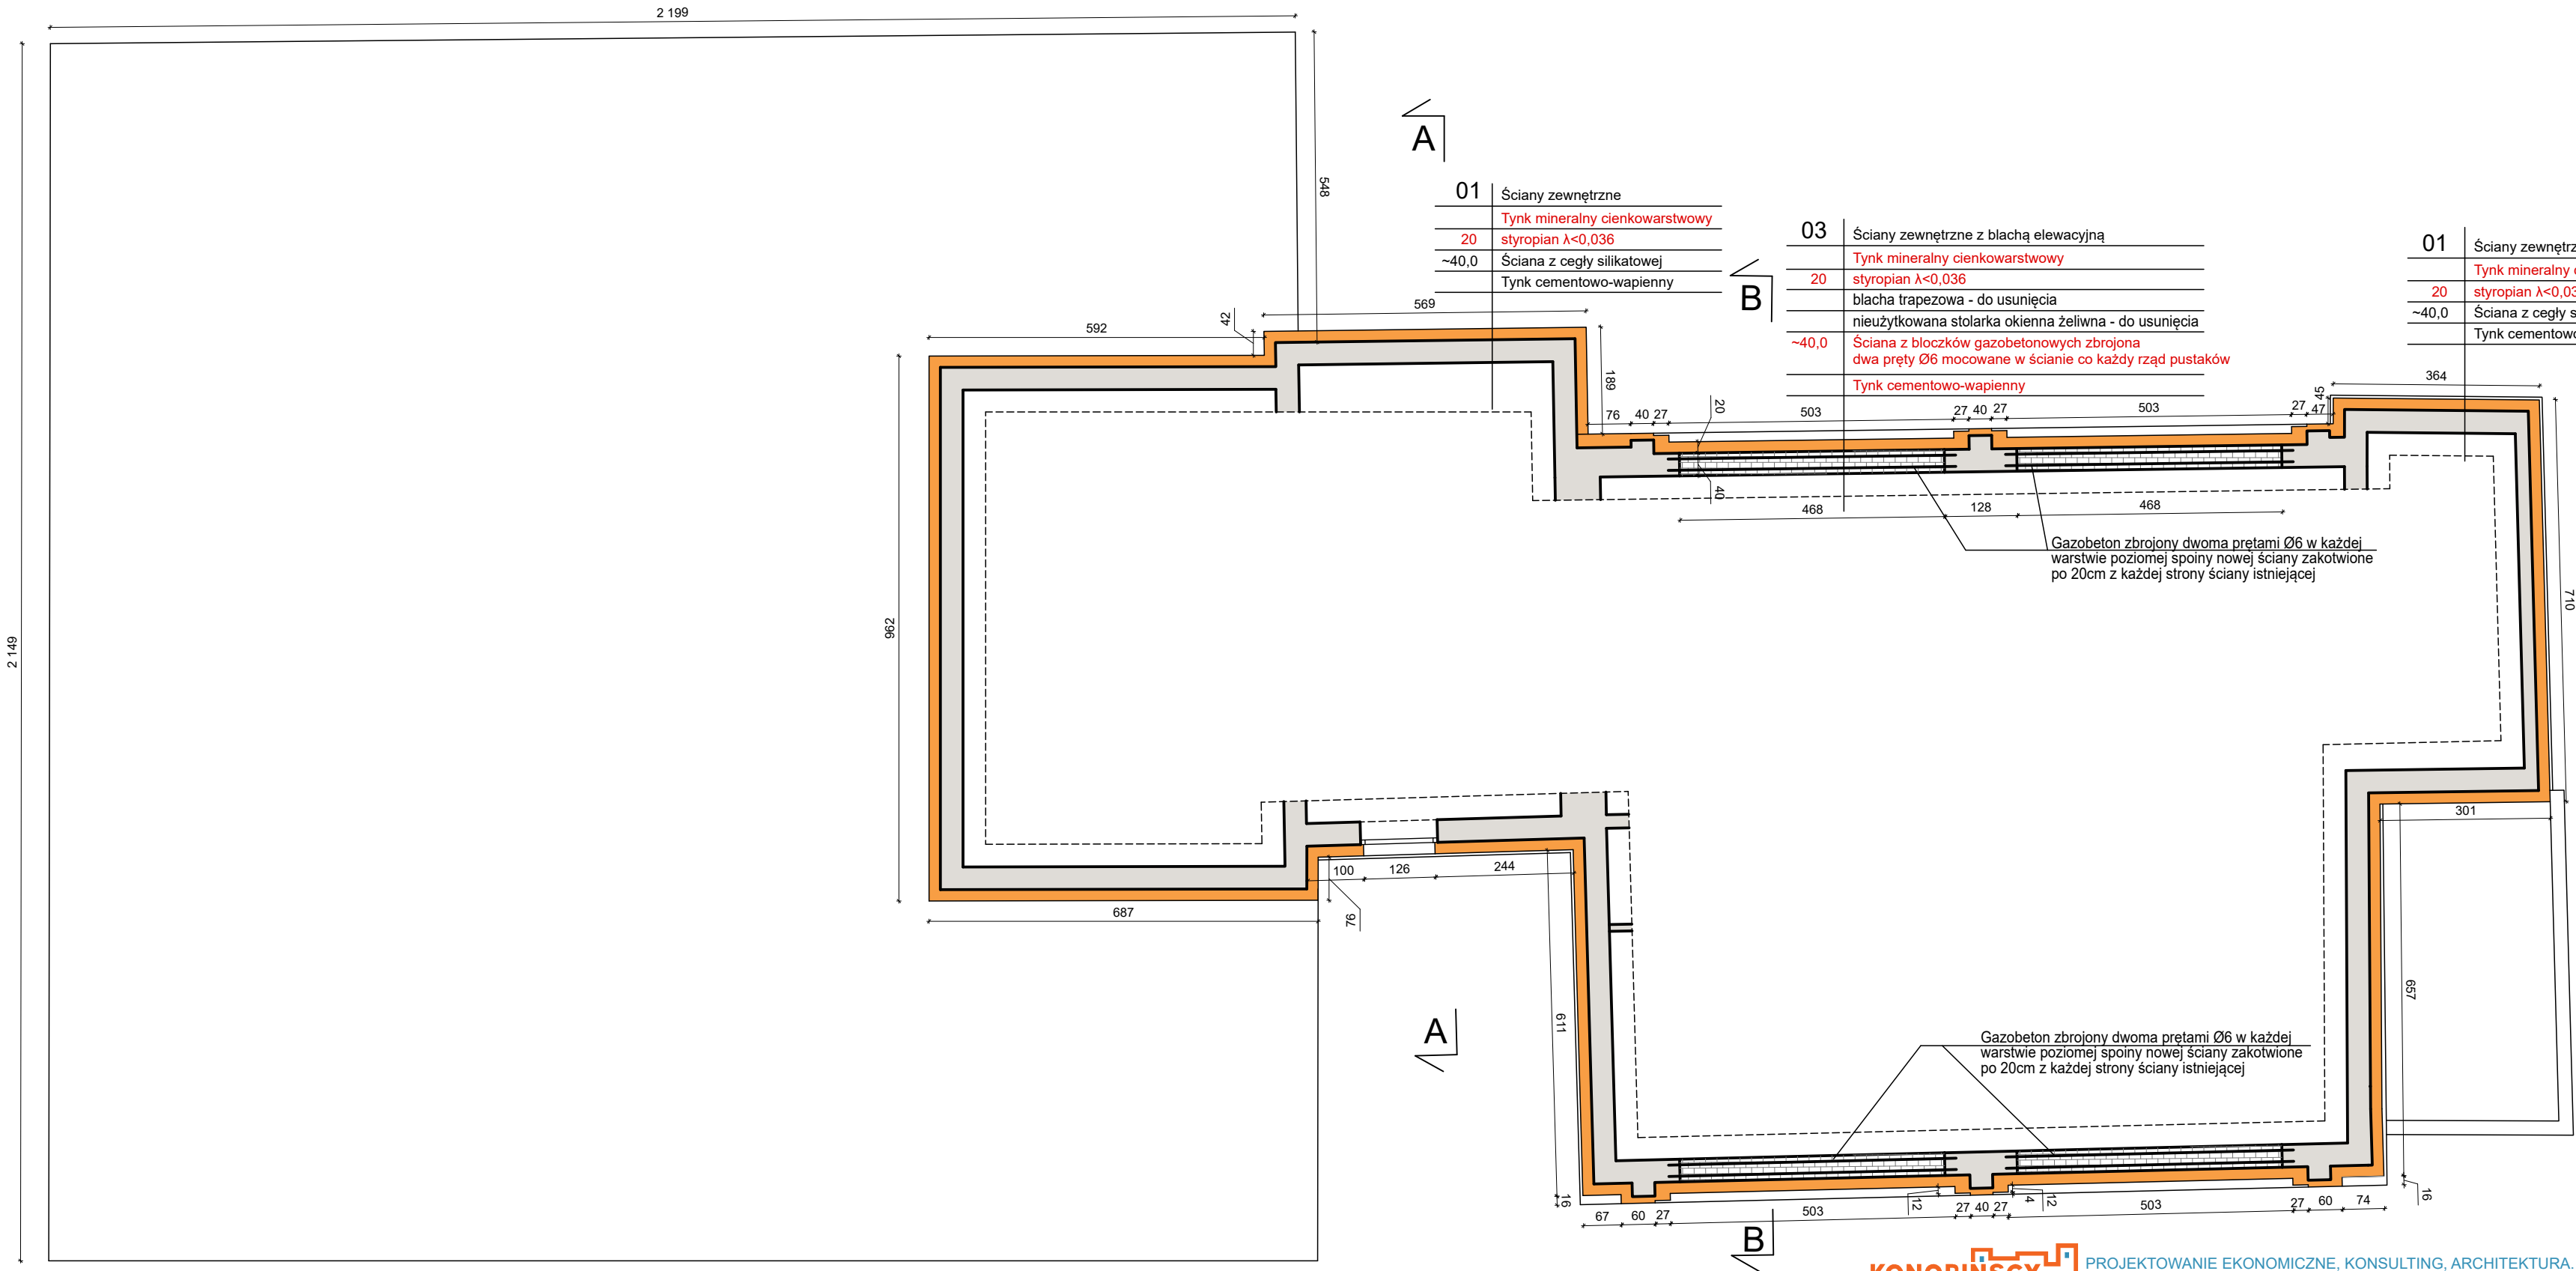 2 199
548
A
01 Ściany zewnętrzne
Tynk mineralny cienkowarstwowy
20 styropian λ<0,036
~40,0 Ściana z cegły silikatowej
Tynk cementowo-wapienny
B
03 Ściany zewnętrzne z blachą elewacyjną
Tynk mineralny cienkowarstwowy
20 styropian λ<0,036
blacha trapezowa - do usunięcia
nieużytkowana stolarka okienna żeliwna - do usunięcia
~40,0 Ściana z bloczków gazobetonowych zbrojona
dwa pręty Ø6 mocowane w ścianie co każdy rząd pustaków
Tynk cementowo-wapienny
01 Ściany zewnętrz
Tynk mineralny
20 styropian λ<0,03
~40,0 Ściana z cegły s
Tynk cementowo
592
42
569
189
76 40 27
20
503
27 40 27
503
27 47
45
364
40
468
128
468
Gazobeton zbrojony dwoma prętami Ø6 w każdej
warstwie poziomej spoiny nowej ściany zakotwione
po 20cm z każdej strony ściany istniejącej
710
2 149
962
301
100 126 244
76
687
611
657
A
Gazobeton zbrojony dwoma prętami Ø6 w każdej
warstwie poziomej spoiny nowej ściany zakotwione
po 20cm z każdej strony ściany istniejącej
16
67 60 27
503
12
27 40 27
4
12
503
27 60 74
16
B
KONOPIŃSCY
PROJEKTOWANIE EKONOMICZNE, KONSULTING, ARCHITEKTURA,